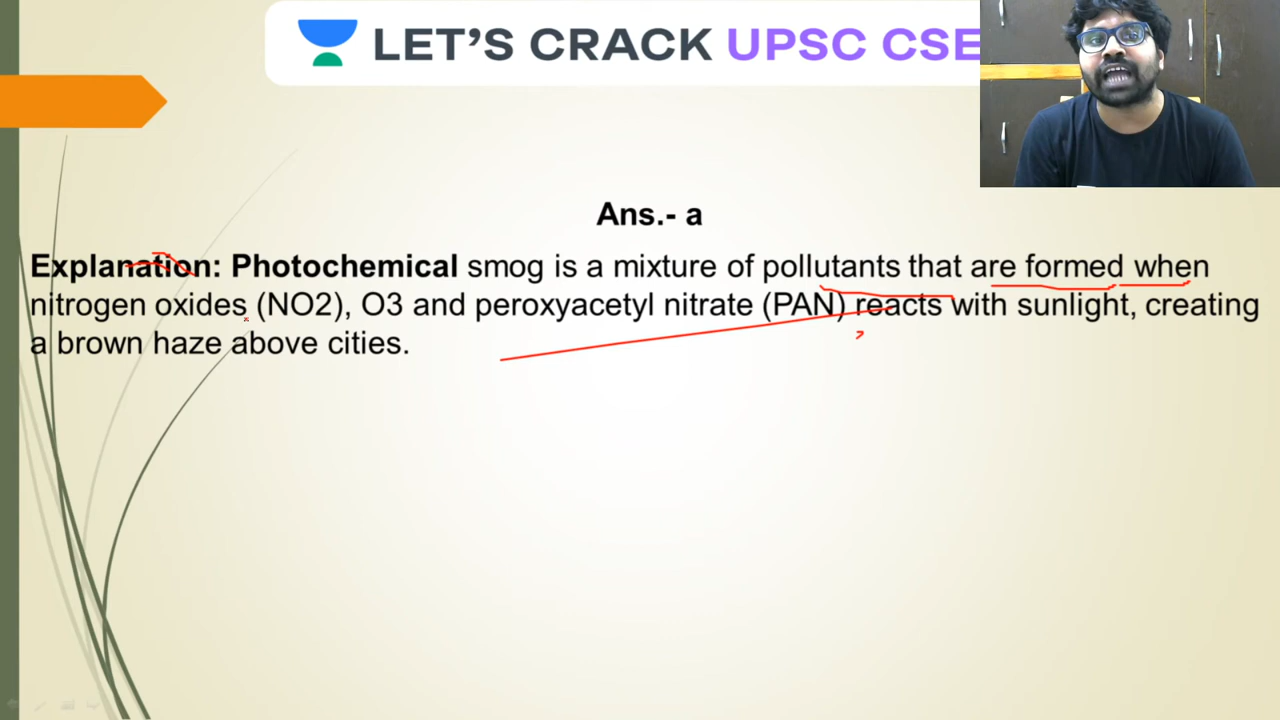 LET'S CRACK UPSC CSE
Ans.- a
Explanation: Photochemical smog is a mixture of pollutants that are formed when
nitrogen oxides (NO2), O3 and peroxyacetyl nitrate (PAN) reacts with sunlight, creating
a brown haze above cities.